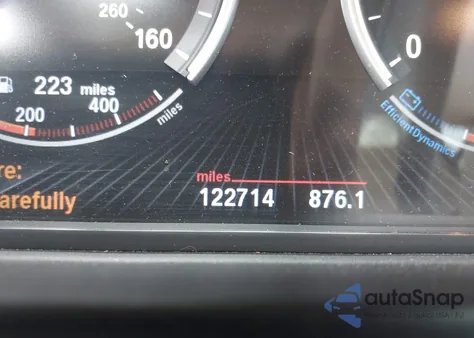 260
160
0
223 miles
200 400 miles
EfficientDynamics
re:
arefully
miles
122714 876.1
autoSnap